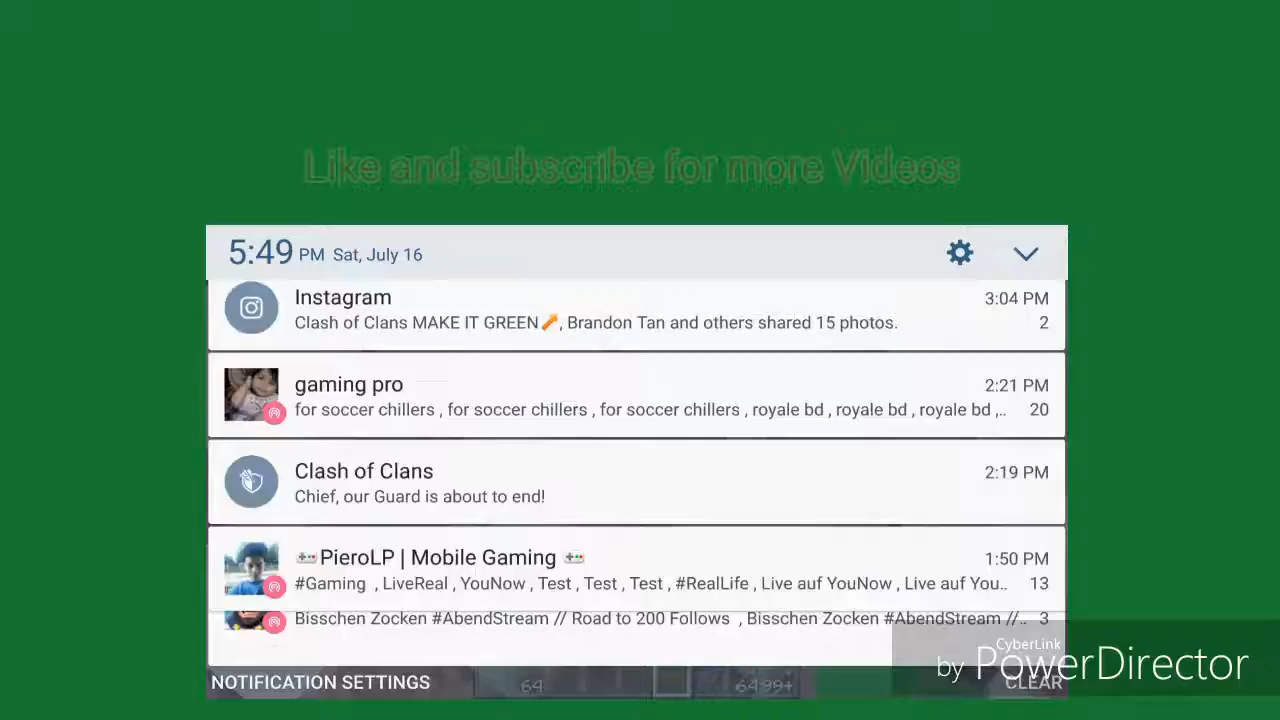 Like and subscribe for more Videos
5:49 PM Sat, July 16
Instagram 3:04 PM
Clash of Clans MAKE IT GREEN🥕, Brandon Tan and others shared 15 photos. 2
gaming pro 2:21 PM
for soccer chillers , for soccer chillers , for soccer chillers , royale bd , royale bd , royale bd ,.. 20
Clash of Clans 2:19 PM
Chief, our Guard is about to end!
🎮PieroLP | Mobile Gaming 🎮 1:50 PM
#Gaming , LiveReal , YouNow , Test , Test , Test , #RealLife , Live auf YouNow , Live auf You.. 13
Bisschen Zocken #AbendStream // Road to 200 Follows , Bisschen Zocken #AbendStream //.. 3
CyberLink
by PowerDirector
NOTIFICATION SETTINGS 64 64 99+ CLEAR